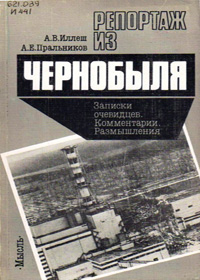 621.039
И 441
РЕПОРТАЖ
ИЗ
А.В.Иллеш
А.Е.Пральников
ЧЕРНОБЫЛЯ
Записки
очевидцев.
Комментарии.
Размышления
·Мысль·